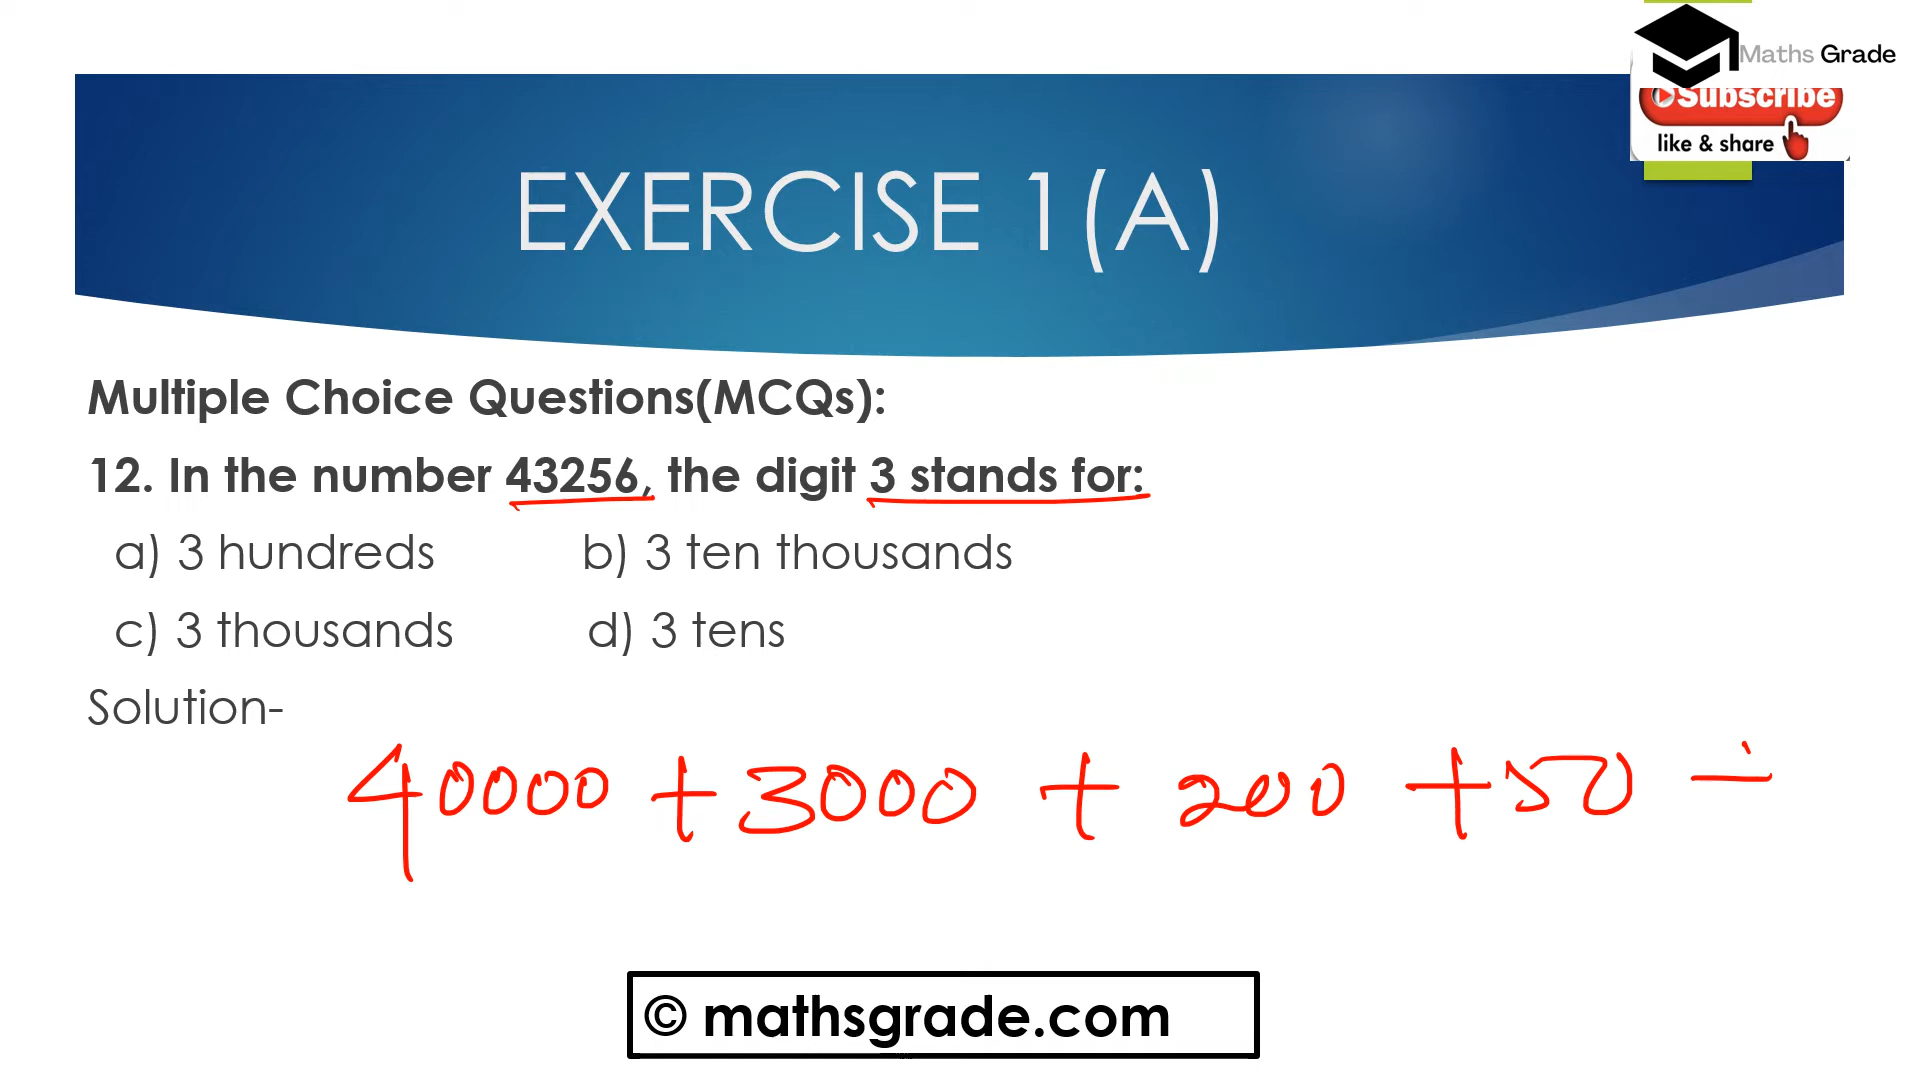 Maths Grade
Subscribe
like & share
EXERCISE 1(A)
Multiple Choice Questions(MCQs):
12. In the number 43256, the digit 3 stands for:
a) 3 hundreds b) 3 ten thousands
c) 3 thousands d) 3 tens
Solution-
40000 + 3000 + 200 + 50
© mathsgrade.com